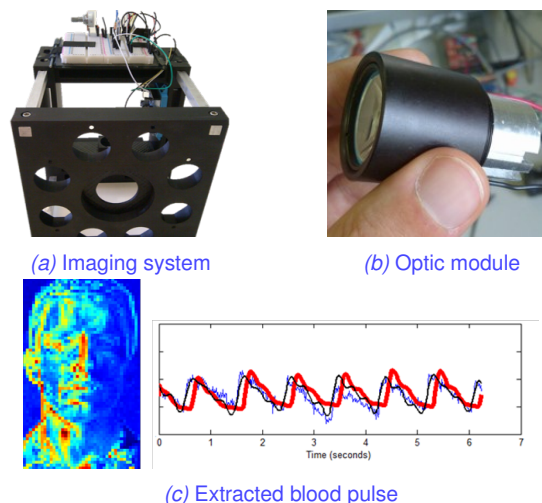 (a) Imaging system
(b) Optic module
0 1 2 3 4 5 6 7
Time (seconds)
(c) Extracted blood pulse